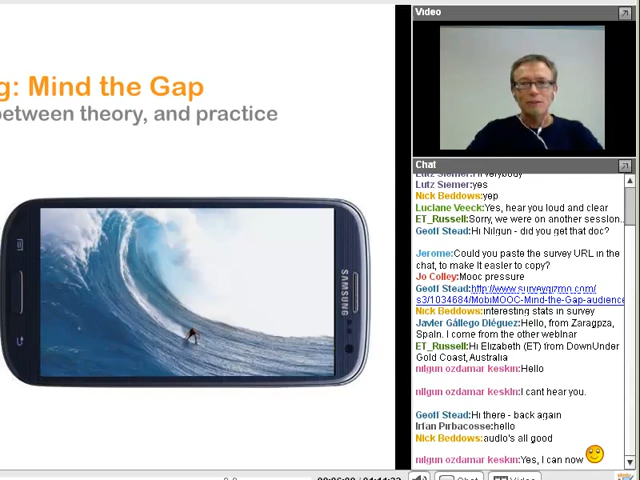 g: Mind the Gap
between theory, and practice
SAMSUNG
Video
Chat
Lutz Siemer:Hi everybody
Lutz Siemer:yes
Nick Beddows:yep
Luciane Veeck:Yes, hear you loud and clear
ET_Russell:Sorry, we were on another session..
Geoff Stead:Hi Nilgun - did you get that doc?
Jerome:Could you paste the survey URL in the
chat, to make it easier to copy?
Jo Colley:Mooc pressure
Geoff Stead:http://www.surveygizmo.com/
s3/1034684/MobiMOOC-Mind-the-Gap-audience
Nick Beddows:interesting stats in survey
Javier Gállego Diéguez:Hello, from Zaragpza,
Spain. I come from the other webinar
ET_Russell:Hi Elizabeth (ET) from DownUnder
Gold Coast, Australia
nilgun ozdamar keskin:Hello
nilgun ozdamar keskin:I cant hear you.
Geoff Stead:Hi there - back again
Irfan Pirbacosse:hello
Nick Beddows:audio's all good
nilgun ozdamar keskin:Yes, I can now
Chat
Video